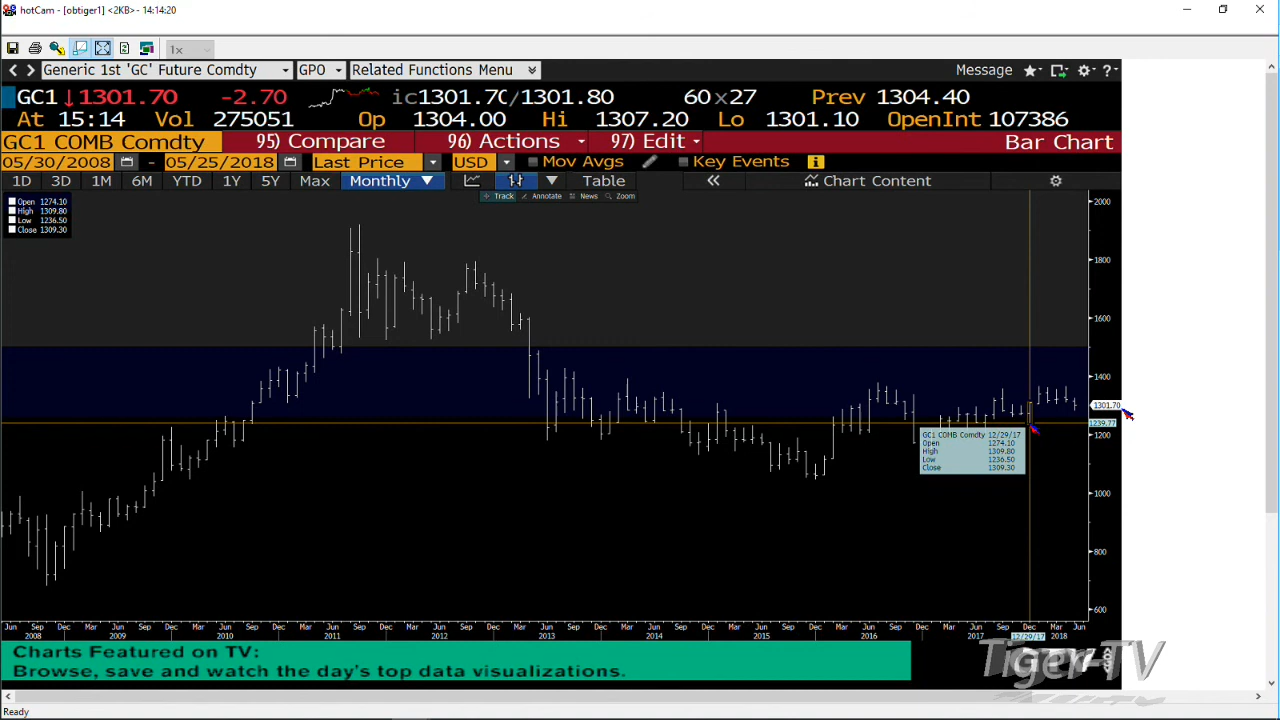 hotCam - [obtiger1] <2KB> - 14:14:20
1x
Generic 1st 'GC' Future Comdty GPO Related Functions Menu Message
GC1 ↓1301.70 -2.70 ic1301.70/1301.80 60x27 Prev 1304.40
At 15:14 Vol 275051 Op 1304.00 Hi 1307.20 Lo 1301.10 OpenInt 107386
GC1 COMB Comdty 95) Compare 96) Actions 97) Edit Bar Chart
05/30/2008 - 05/25/2018 Last Price USD Mov Avgs Key Events
1D 3D 1M 6M YTD 1Y 5Y Max Monthly ▼ Table « Chart Content
Track Annotate News Zoom
Open 1274.10
High 1309.80
Low 1236.50
Close 1309.30
2000
1800
1600
1400
1301.70
1239.77
1200
1000
800
600
GC1 COMB Comdty 12/29/17
Open 1274.10
High 1309.80
Low 1236.50
Close 1309.30
Jun Sep Dec Mar Jun Sep Dec Mar Jun Sep Dec Mar Jun Sep Dec Mar Jun Sep Dec Mar Jun Sep Dec Mar Jun Sep Dec Mar Jun Sep Dec Mar Jun Sep Dec Mar Jun Sep Dec Mar Jun
2008 2009 2010 2011 2012 2013 2014 2015 2016 2017 12/29/17 2018
Charts Featured on TV:
Browse, save and watch the day's top data visualizations.
Tiger-TV
Ready